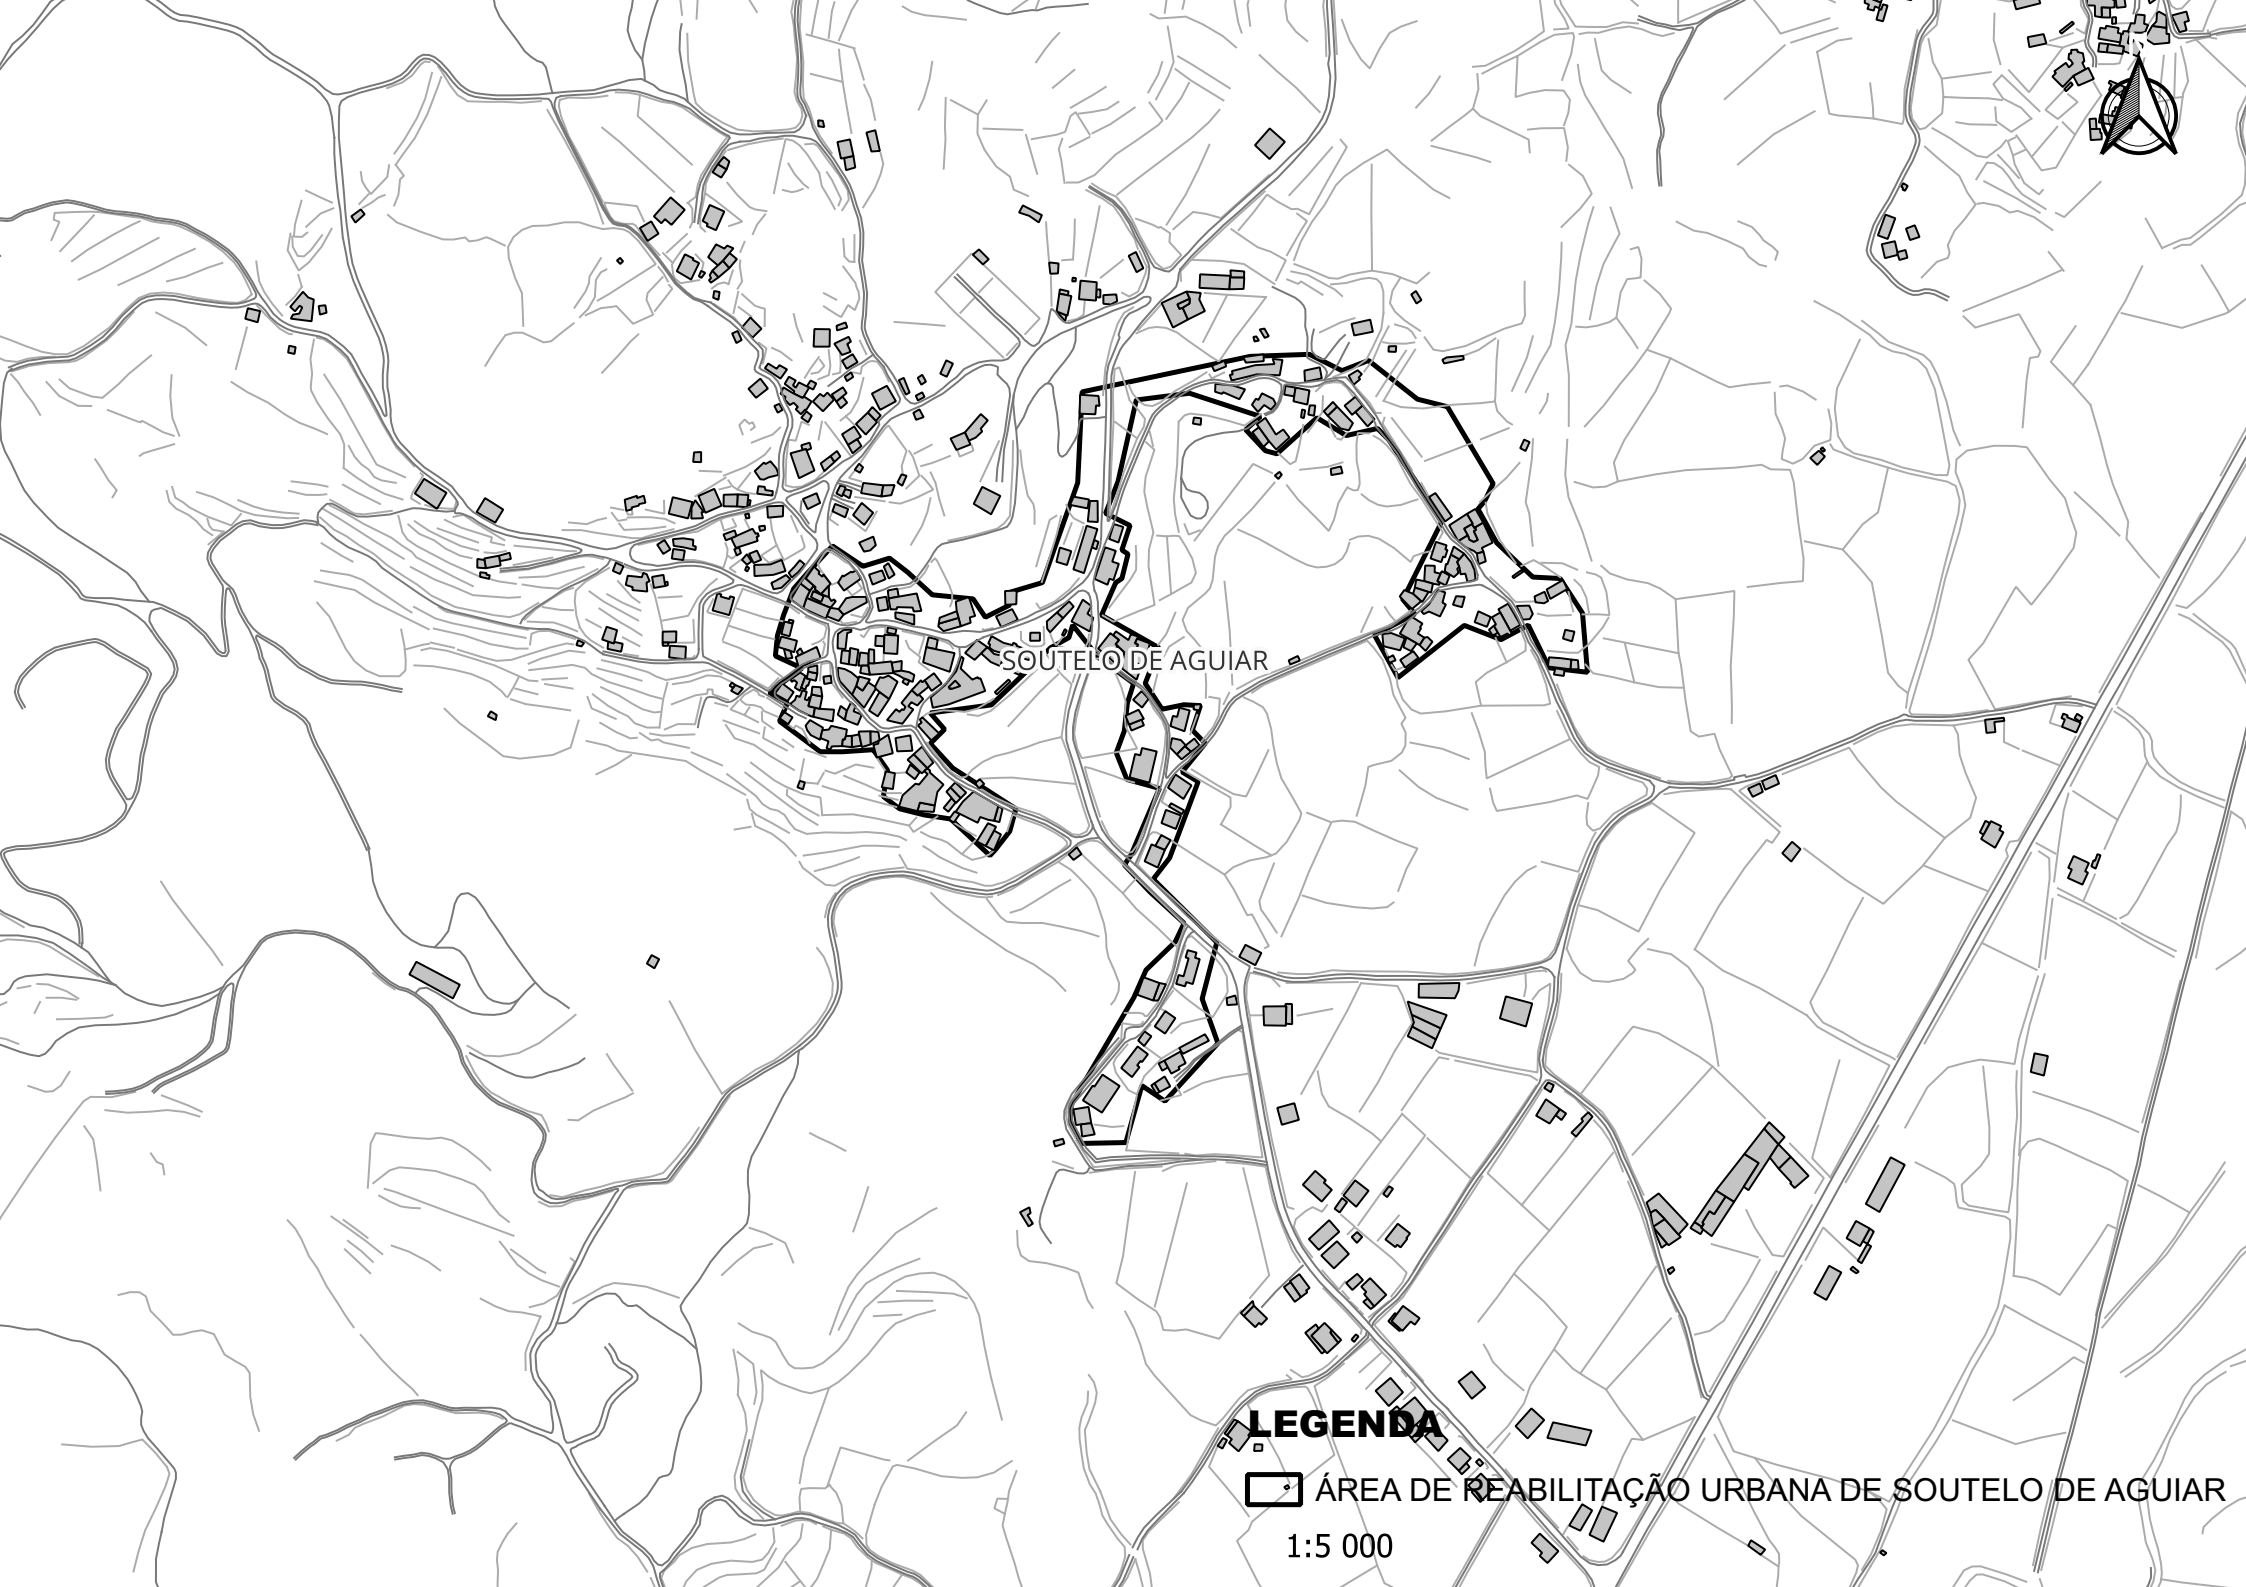 SOUTELO DE AGUIAR
LEGENDA
ÁREA DE REABILITAÇÃO URBANA DE SOUTELO DE AGUIAR
1:5 000